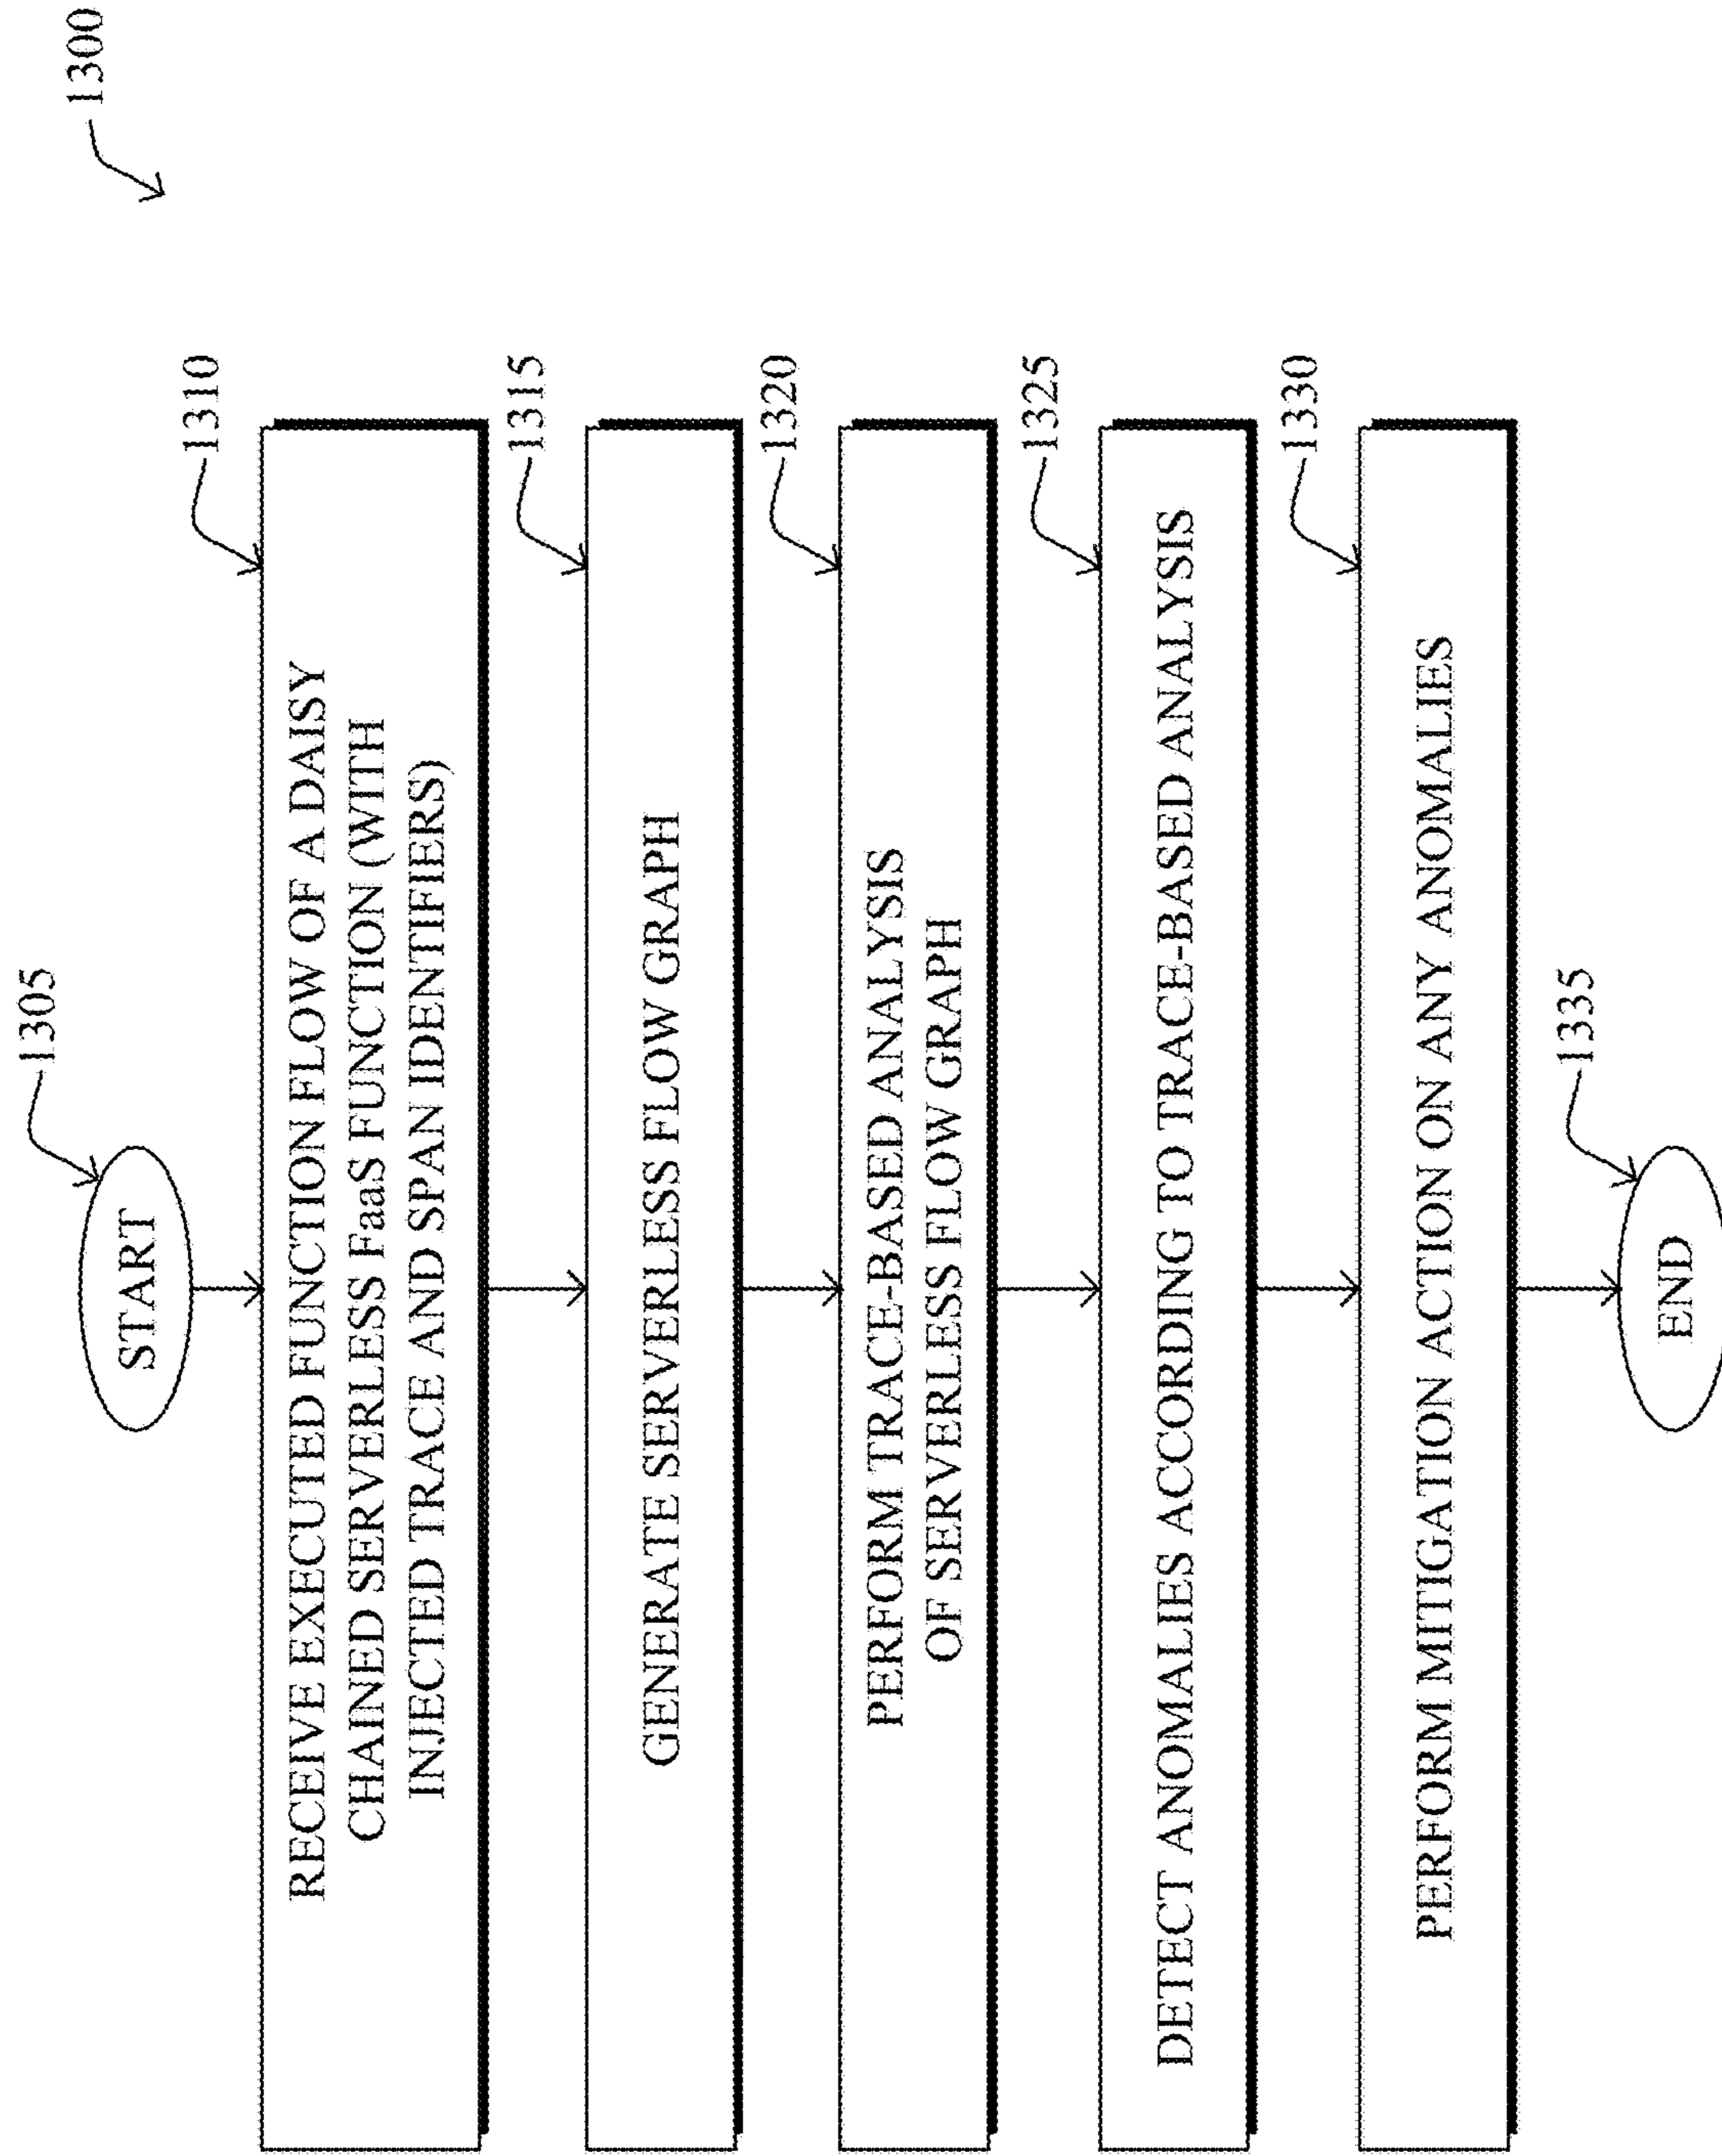 1300
1305
START
1310
RECEIVE EXECUTED FUNCTION FLOW OF A DAISY
CHAINED SERVERLESS FaaS FUNCTION (WITH
INJECTED TRACE AND SPAN IDENTIFIERS)
1315
GENERATE SERVERLESS FLOW GRAPH
1320
PERFORM TRACE-BASED ANALYSIS
OF SERVERLESS FLOW GRAPH
1325
DETECT ANOMALIES ACCORDING TO TRACE-BASED ANALYSIS
1330
PERFORM MITIGATION ACTION ON ANY ANOMALIES
1335
END